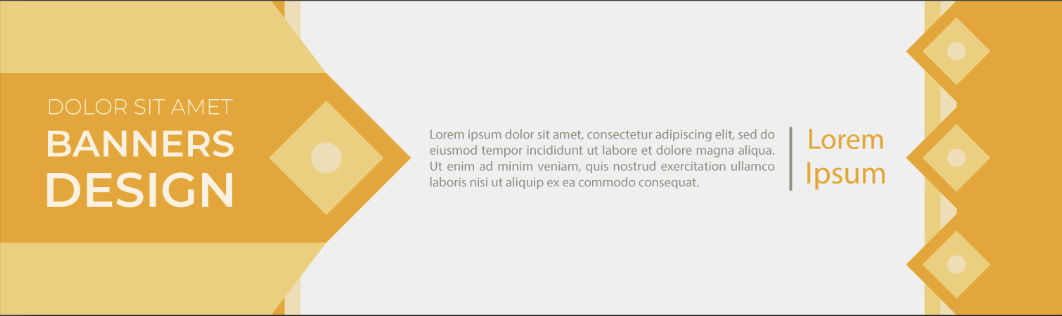 DOLOR SIT AMET
BANNERS
DESIGN
Lorem ipsum dolor sit amet, consectetur adipiscing elit, sed do
eiusmod tempor incididunt ut labore et dolore magna aliqua.
Ut enim ad minim veniam, quis nostrud exercitation ullamco
laboris nisi ut aliquip ex ea commodo consequat.
Lorem
Ipsum